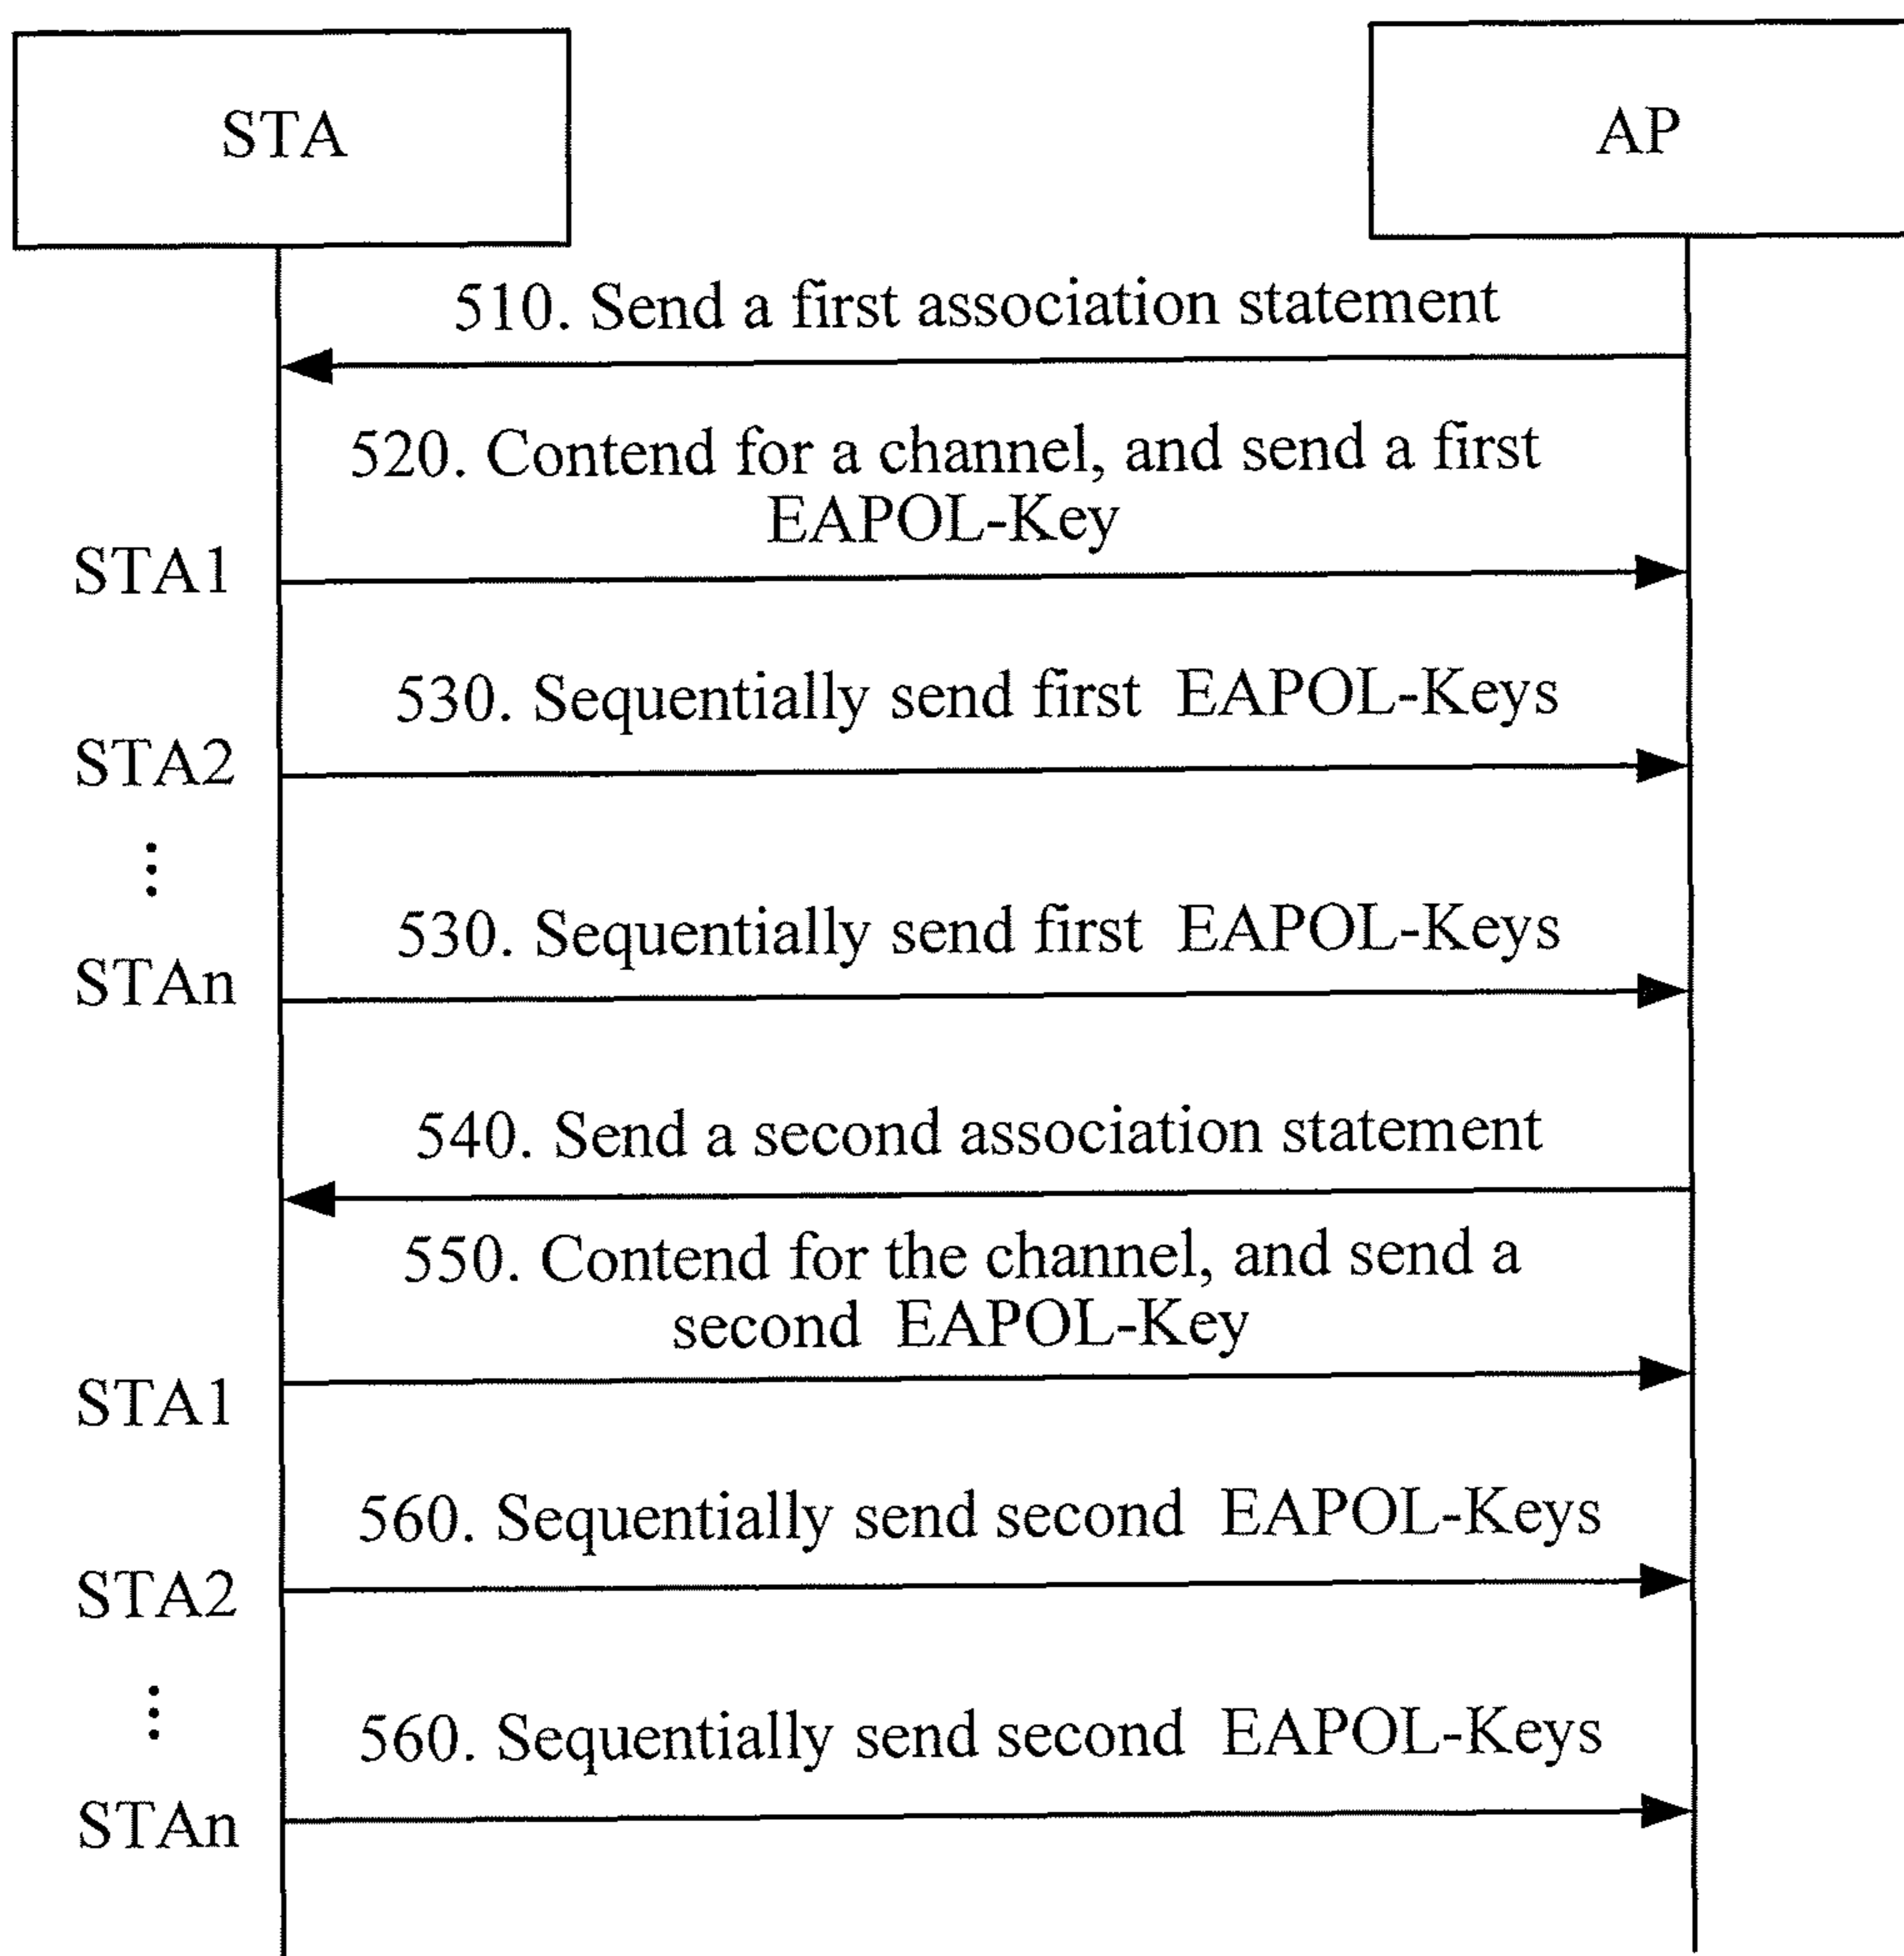 STA
AP
510. Send a first association statement
520. Contend for a channel, and send a first
EAPOL-Key
STA1
530. Sequentially send first EAPOL-Keys
STA2
530. Sequentially send first EAPOL-Keys
STAn
540. Send a second association statement
550. Contend for the channel, and send a
second EAPOL-Key
STA1
560. Sequentially send second EAPOL-Keys
STA2
560. Sequentially send second EAPOL-Keys
STAn